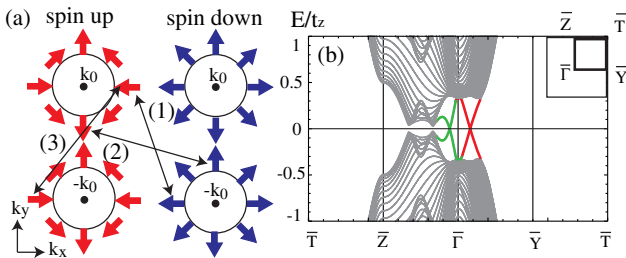 (a) spin up spin down
k0 k0
(1)
(3) (2)
-k0 -k0
ky
kx
E/tz
(b)
1
0.5
0
-0.5
-1
T̅ Z̅ Γ̅ Y̅ T̅
Z̅ T̅
Γ̅ Y̅